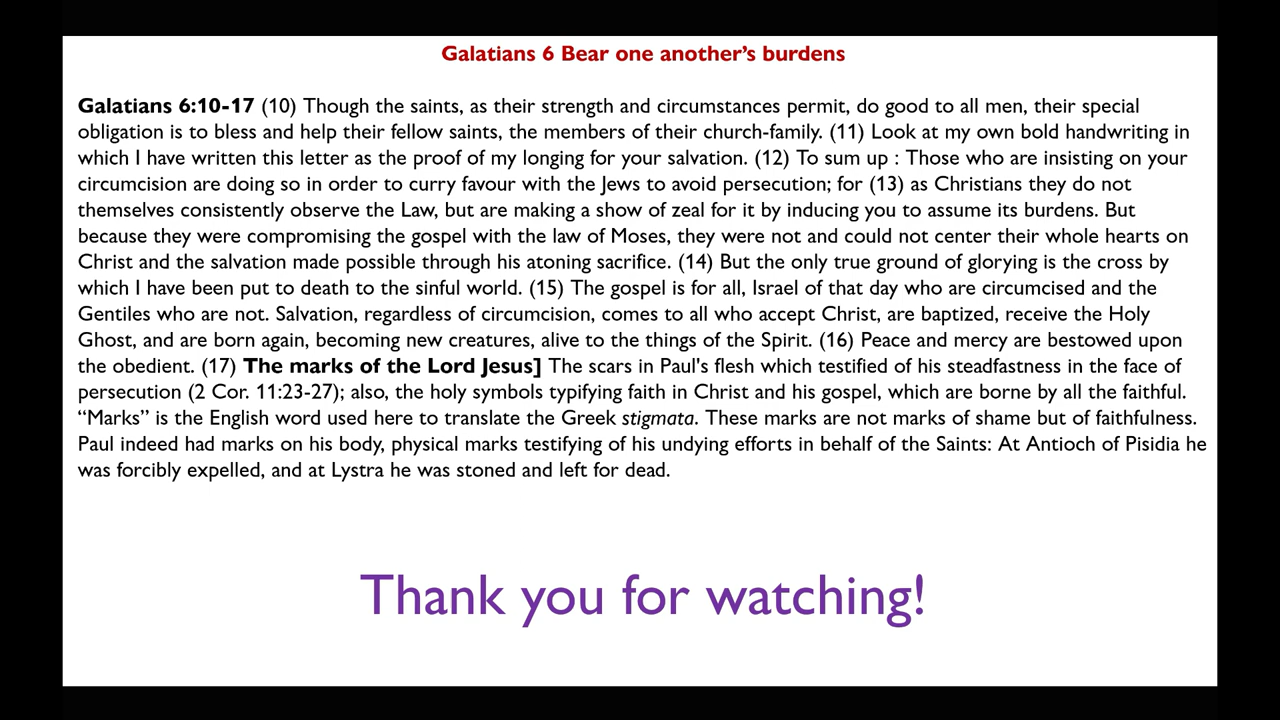 Galatians 6 Bear one another’s burdens
Galatians 6:10-17 (10) Though the saints, as their strength and circumstances permit, do good to all men, their special
obligation is to bless and help their fellow saints, the members of their church-family. (11) Look at my own bold handwriting in
which I have written this letter as the proof of my longing for your salvation. (12) To sum up : Those who are insisting on your
circumcision are doing so in order to curry favour with the Jews to avoid persecution; for (13) as Christians they do not
themselves consistently observe the Law, but are making a show of zeal for it by inducing you to assume its burdens. But
because they were compromising the gospel with the law of Moses, they were not and could not center their whole hearts on
Christ and the salvation made possible through his atoning sacrifice. (14) But the only true ground of glorying is the cross by
which I have been put to death to the sinful world. (15) The gospel is for all, Israel of that day who are circumcised and the
Gentiles who are not. Salvation, regardless of circumcision, comes to all who accept Christ, are baptized, receive the Holy
Ghost, and are born again, becoming new creatures, alive to the things of the Spirit. (16) Peace and mercy are bestowed upon
the obedient. (17) The marks of the Lord Jesus] The scars in Paul's flesh which testified of his steadfastness in the face of
persecution (2 Cor. 11:23-27); also, the holy symbols typifying faith in Christ and his gospel, which are borne by all the faithful.
“Marks” is the English word used here to translate the Greek stigmata. These marks are not marks of shame but of faithfulness.
Paul indeed had marks on his body, physical marks testifying of his undying efforts in behalf of the Saints: At Antioch of Pisidia he
was forcibly expelled, and at Lystra he was stoned and left for dead.
Thank you for watching!